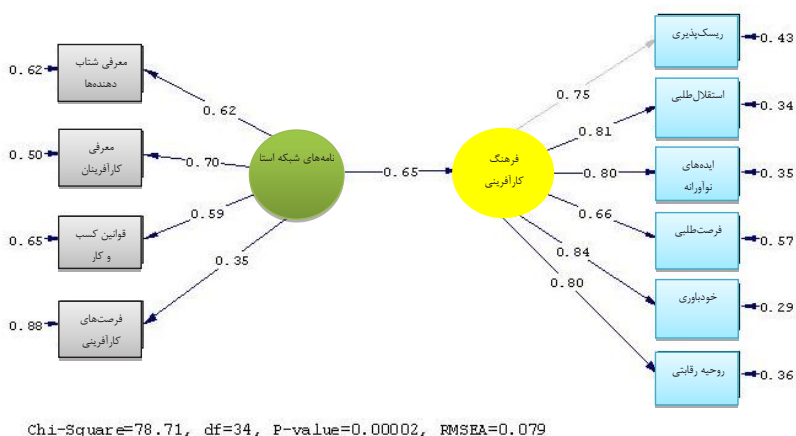 ریسک‌پذیری
0.43
معرفی شتاب
دهنده‌ها
0.62
0.75
استقلال‌طلبی
0.34
0.62
0.81
معرفی
کارآفرینان
0.50
0.70
نامه‌های شبکه استا
0.65
فرهنگ
کارآفرینی
0.80
ایده‌های
نوآورانه
0.35
0.59
0.66
قوانین کسب
و کار
0.65
فرصت‌طلبی
0.57
0.35
0.84
0.80
خودباوری
0.29
فرصت‌های
کارآفرینی
0.88
روحیه رقابتی
0.36
Chi-Square=78.71, df=34, P-value=0.00002, RMSEA=0.079